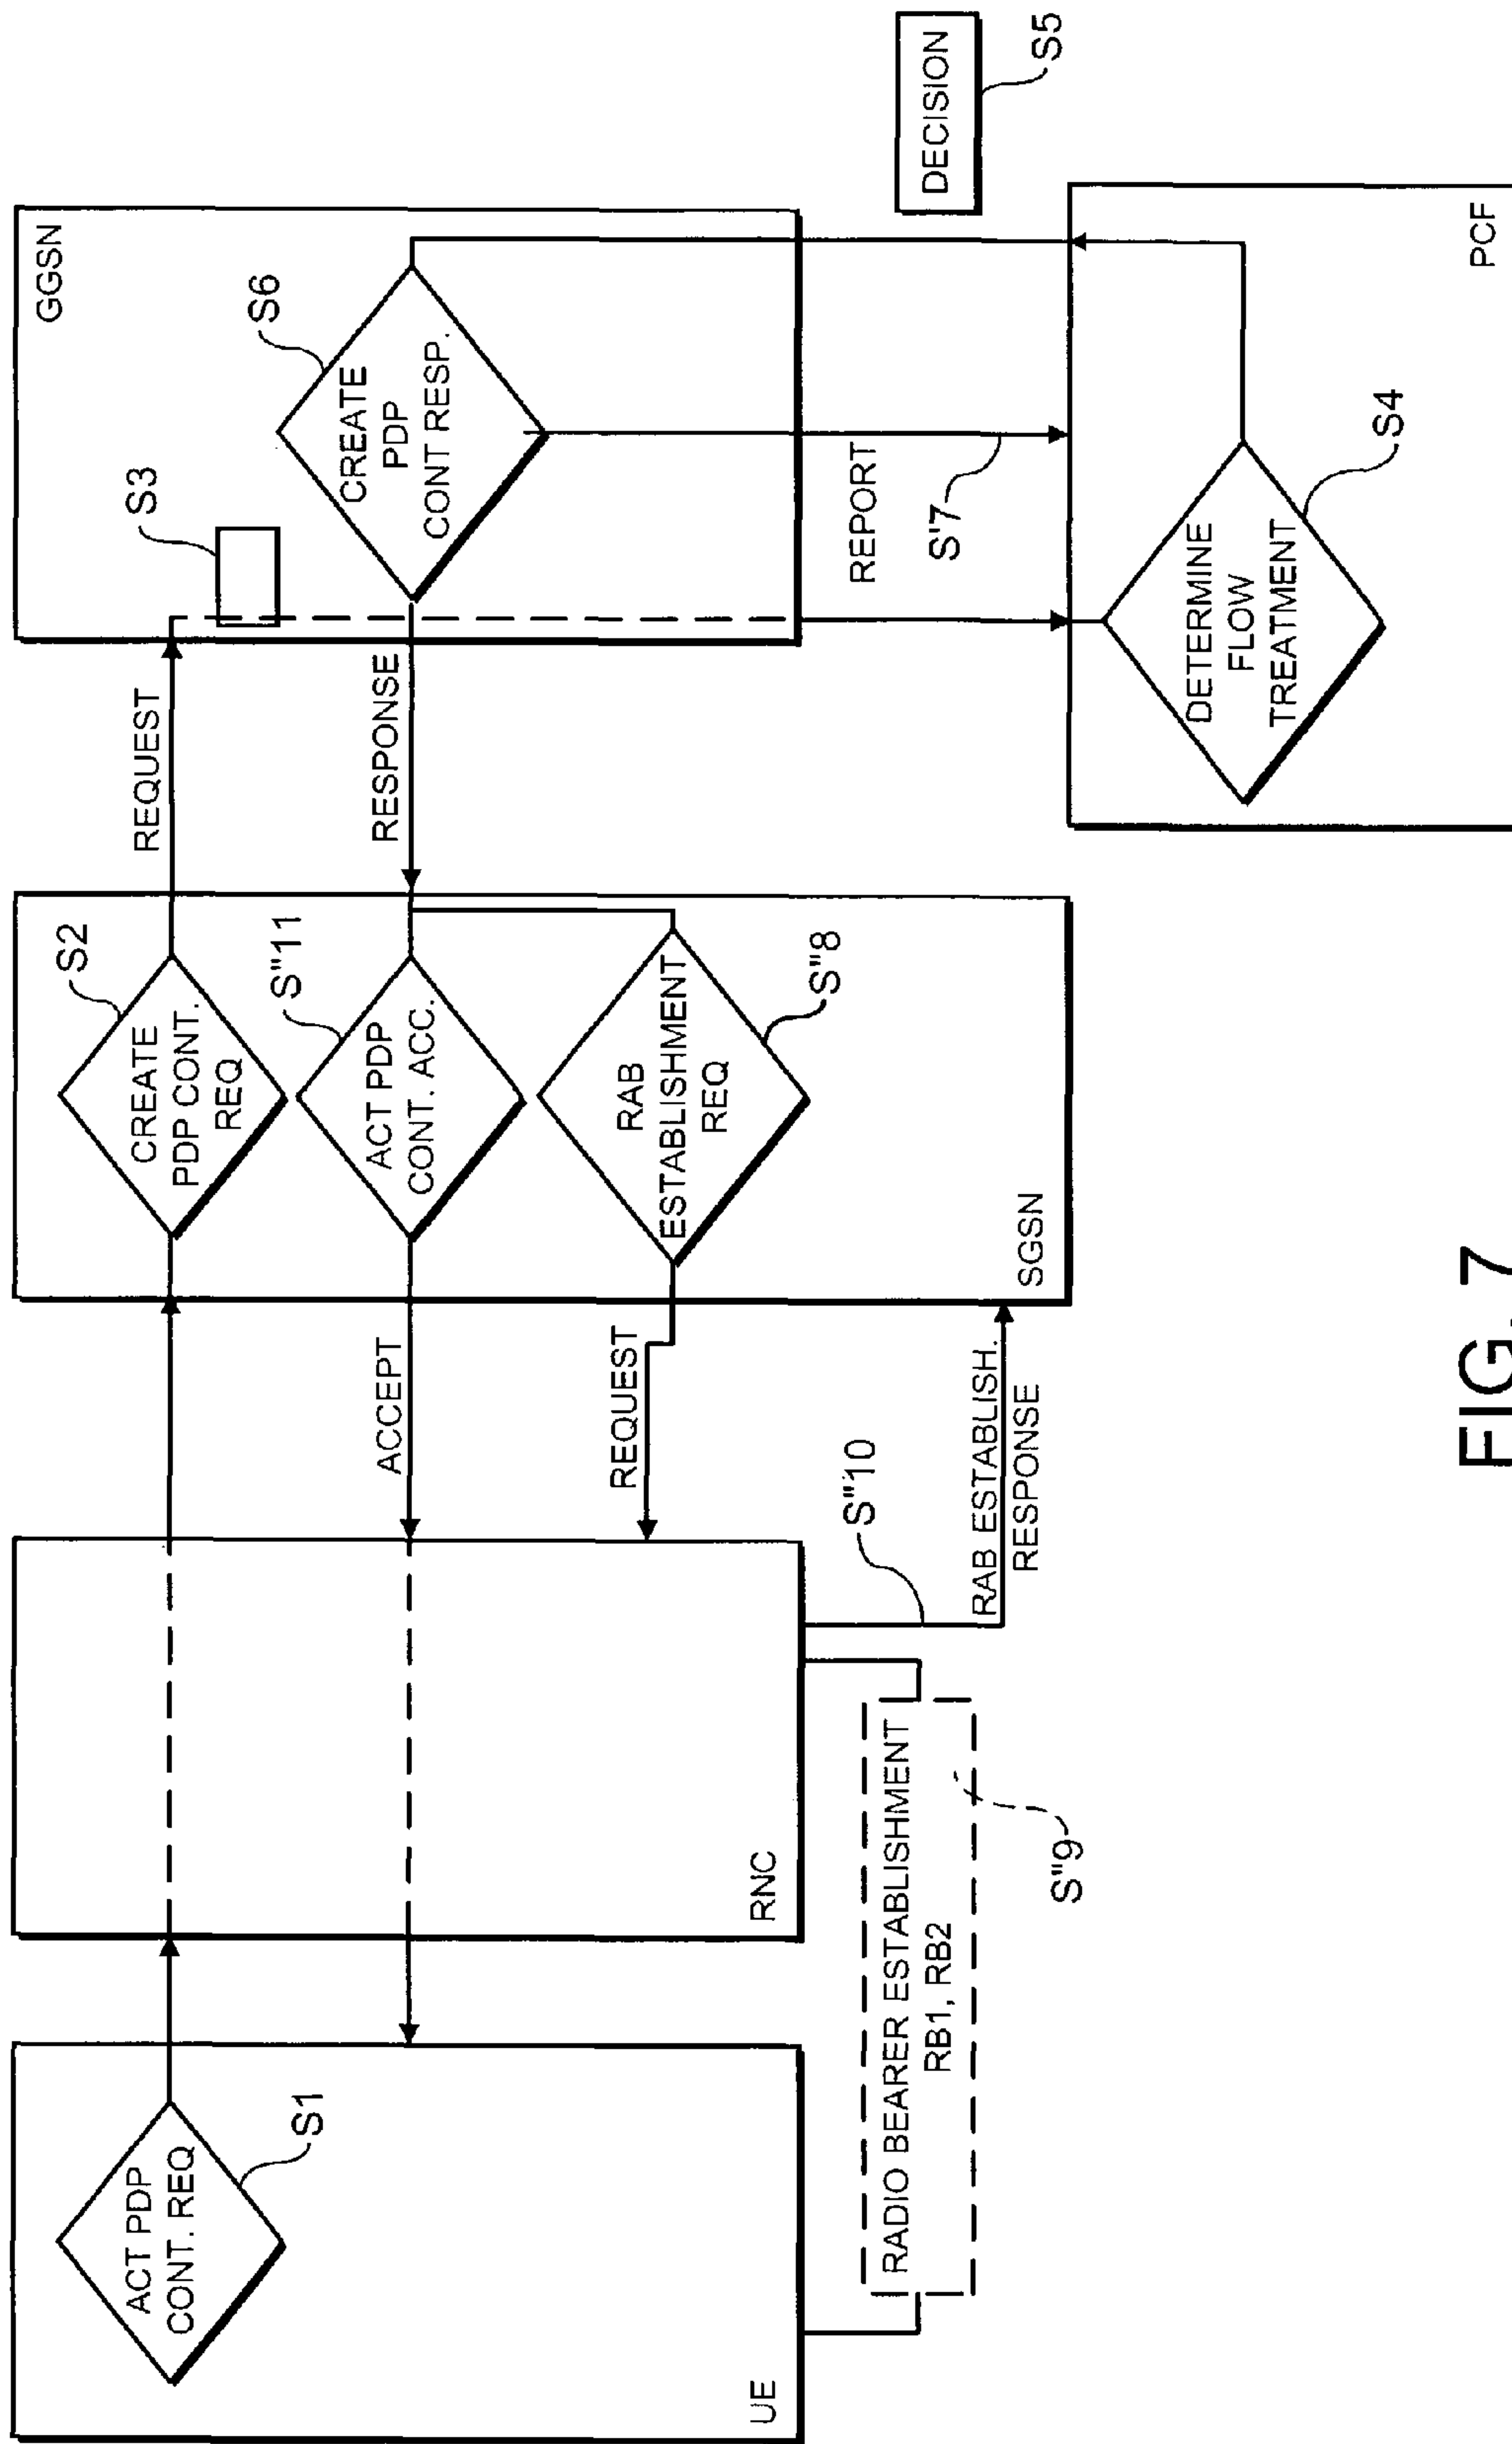 GGSN
S3
S6
CREATE
PDP
CONT RESP.
REQUEST
RESPONSE
REPORT
S'7
DECISION
S5
DETERMINE
FLOW
TREATMENT
S4
PCF
S2
CREATE
PDP CONT.
REQ
S"11
ACT PDP
CONT. ACC.
RAB
ESTABLISHMENT
REQ
S"8
SGSN
ACCEPT
REQUEST
S"10
RAB ESTABLISH.
RESPONSE
RNC
ACT PDP
CONT. REQ
S1
UE
RADIO BEARER ESTABLISHMENT
RB1, RB2
S"9
FIG. 7